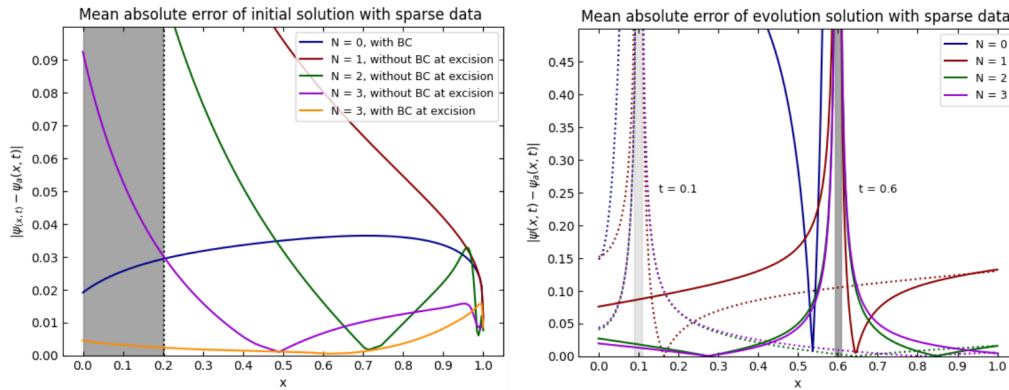 Mean absolute error of initial solution with sparse data
N = 0, with BC
N = 1, without BC at excision
N = 2, without BC at excision
N = 3, without BC at excision
N = 3, with BC at excision
|ψ(x, t) − ψₐ(x, t)|
0.09
0.08
0.07
0.06
0.05
0.04
0.03
0.02
0.01
0.00
0.0 0.1 0.2 0.3 0.4 0.5 0.6 0.7 0.8 0.9 1.0
x
Mean absolute error of evolution solution with sparse data
N = 0
N = 1
N = 2
N = 3
t = 0.1
t = 0.6
|ψ(x, t) − ψₐ(x, t)|
0.45
0.40
0.35
0.30
0.25
0.20
0.15
0.10
0.05
0.00
0.0 0.1 0.2 0.3 0.4 0.5 0.6 0.7 0.8 0.9 1.0
x